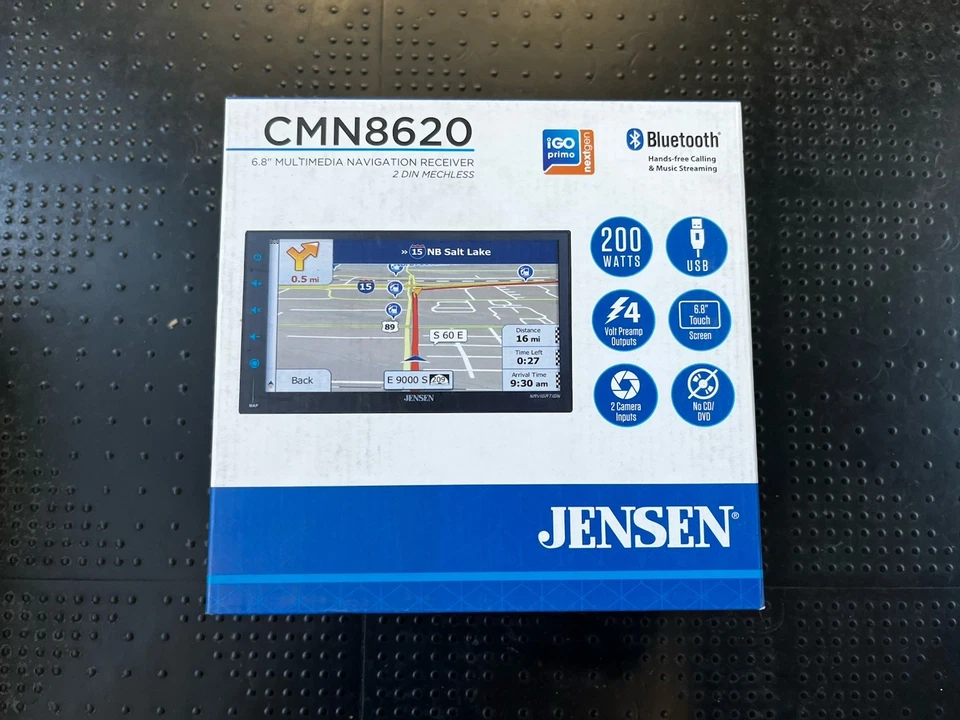 CMN8620
6.8" MULTIMEDIA NAVIGATION RECEIVER
2 DIN MECHLESS
iGO
primo
nextgen
Bluetooth®
Hands-free Calling
& Music Streaming
0.5 mi
» 15 NB Salt Lake
15
89
S 60 E
Distance
16 mi
Time Left
0:27
Arrival Time
9:30 am
Back
E 9000 S 209
MAP
JENSEN
NAVIGATION
200
WATTS
USB
4
Volt Preamp
Outputs
6.8"
Touch
Screen
2 Camera
Inputs
No CD/
DVD
JENSEN®